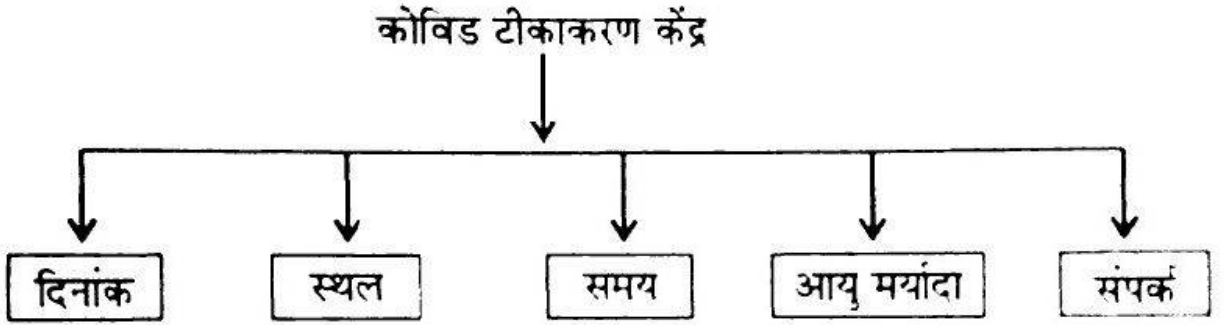 कोविड टीकाकरण केंद्र
दिनांक
स्थल
समय
आयु मर्यादा
संपर्क